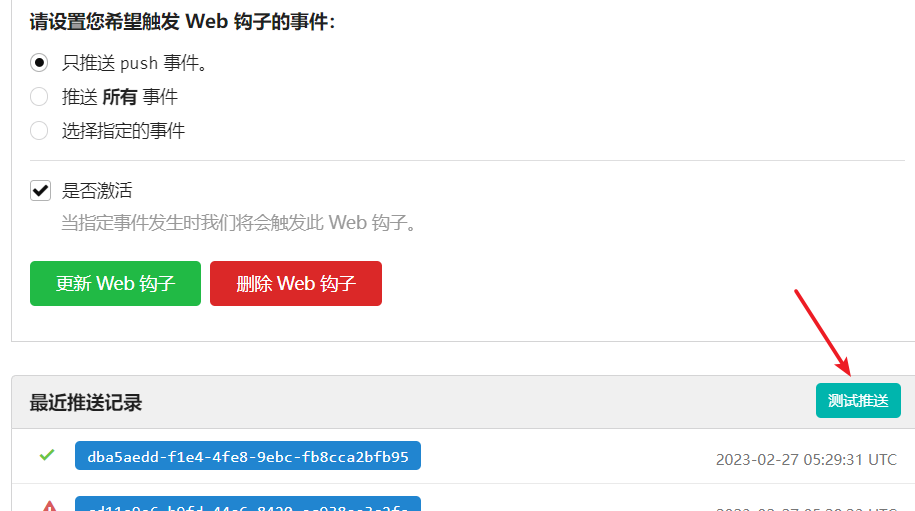 请设置您希望触发 Web 钩子的事件：
只推送 push 事件。
推送 所有 事件
选择指定的事件
是否激活
当指定事件发生时我们将会触发此 Web 钩子。
更新 Web 钩子 删除 Web 钩子
最近推送记录 测试推送
dba5aedd-f1e4-4fe8-9ebc-fb8cca2bfb95 2023-02-27 05:29:31 UTC